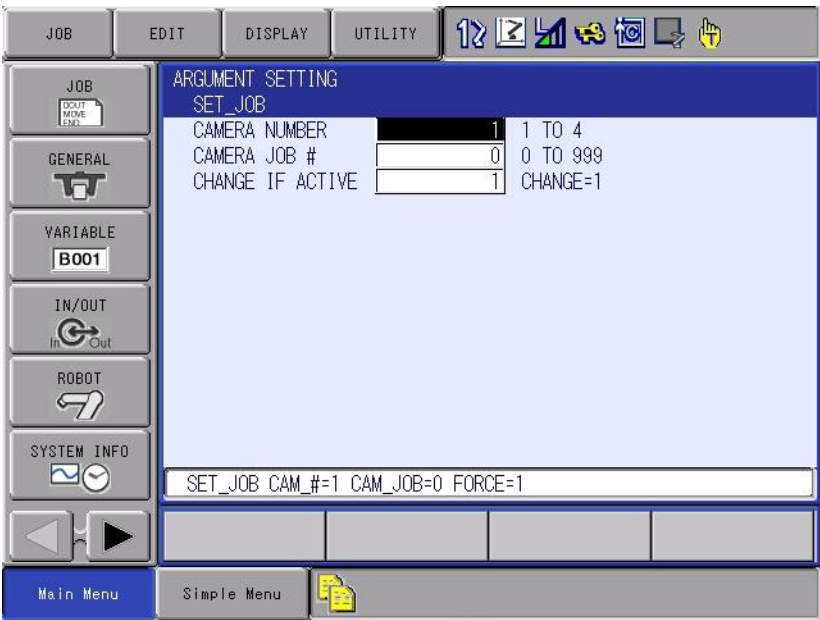 JOB EDIT DISPLAY UTILITY
JOB
DOUT
MOVE
END
GENERAL
VARIABLE
B001
IN/OUT
In Out
ROBOT
SYSTEM INFO
ARGUMENT SETTING
SET_JOB
CAMERA NUMBER 1 1 TO 4
CAMERA JOB # 0 0 TO 999
CHANGE IF ACTIVE 1 CHANGE=1
SET_JOB CAM_#=1 CAM_JOB=0 FORCE=1
Main Menu Simple Menu